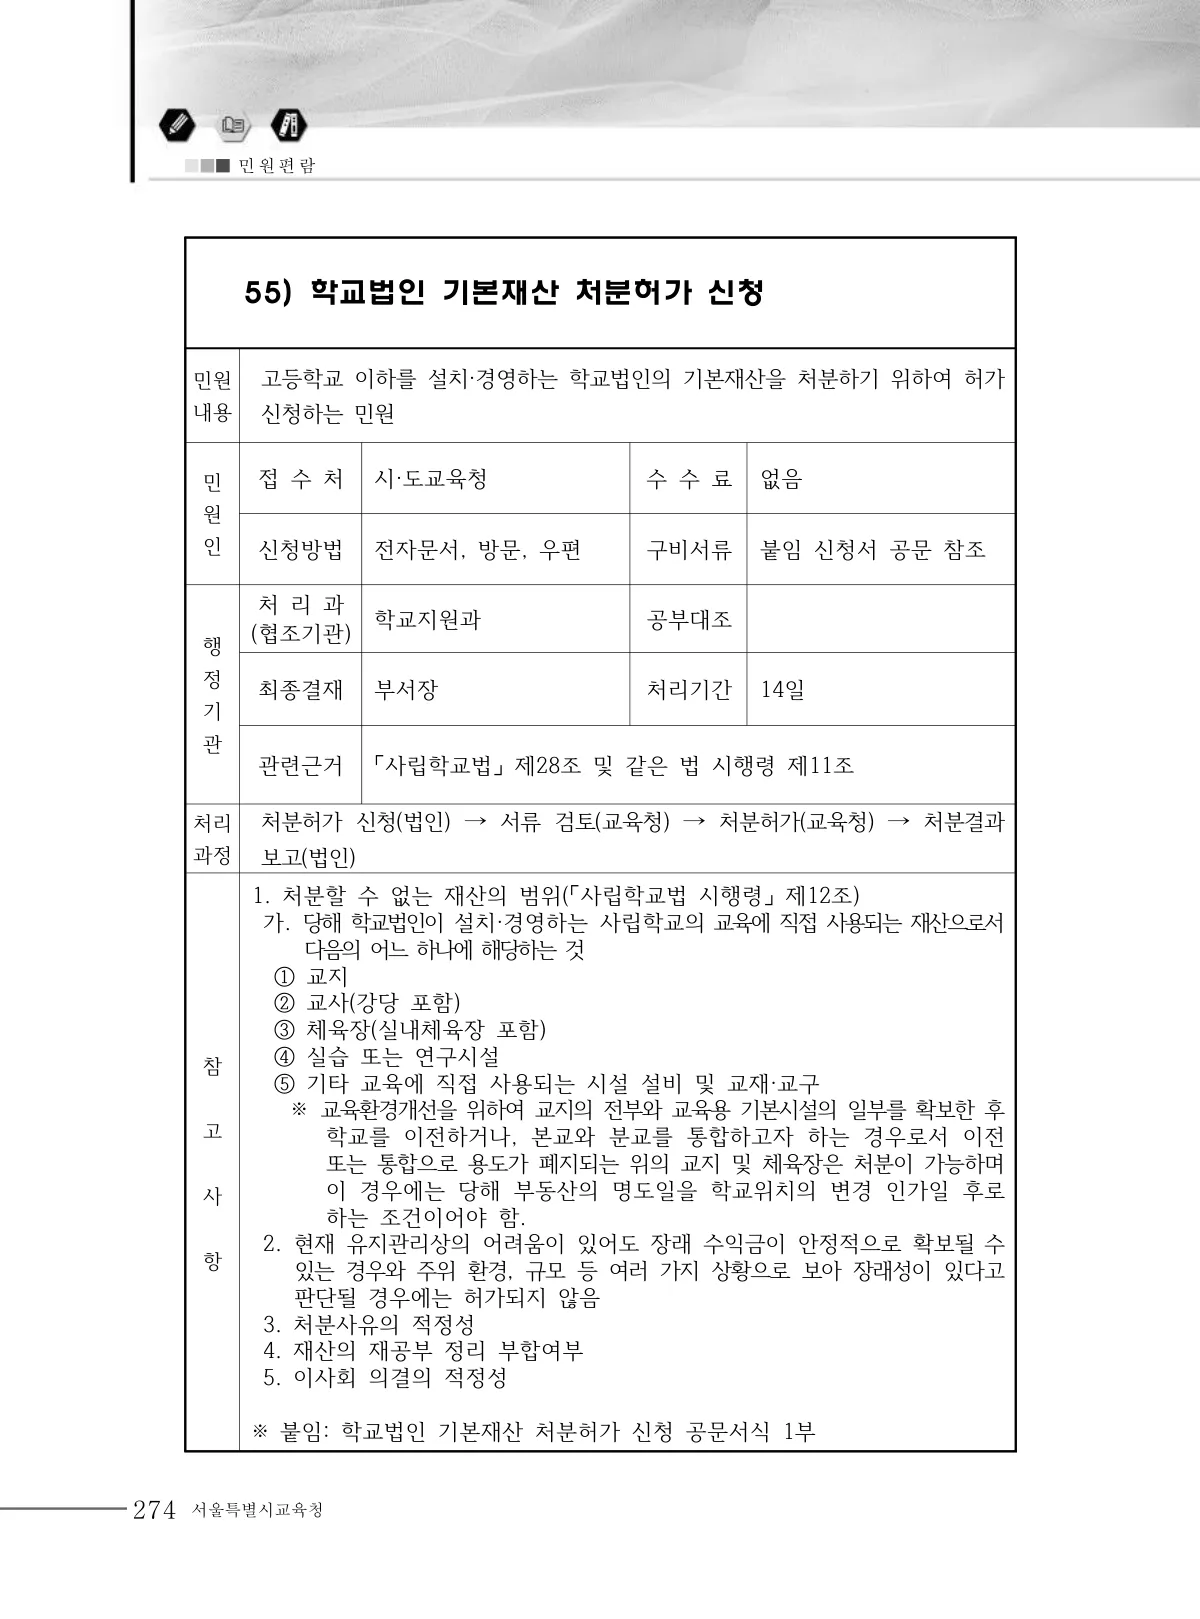 민원편람
55) 학교법인 기본재산 처분허가 신청
민원
내용
고등학교 이하를 설치·경영하는 학교법인의 기본재산을 처분하기 위하여 허가
신청하는 민원
민
원
인
접 수 처
시·도교육청
수 수 료
없음
신청방법
전자문서, 방문, 우편
구비서류
붙임 신청서 공문 참조
행
정
기
관
처 리 과
(협조기관)
학교지원과
공부대조
최종결재
부서장
처리기간
14일
관련근거
「사립학교법」 제28조 및 같은 법 시행령 제11조
처리
과정
처분허가 신청(법인) → 서류 검토(교육청) → 처분허가(교육청) → 처분결과
보고(법인)
참
고
사
항
1. 처분할 수 없는 재산의 범위(「사립학교법 시행령」 제12조)
가. 당해 학교법인이 설치·경영하는 사립학교의 교육에 직접 사용되는 재산으로서
다음의 어느 하나에 해당하는 것
① 교지
② 교사(강당 포함)
③ 체육장(실내체육장 포함)
④ 실습 또는 연구시설
⑤ 기타 교육에 직접 사용되는 시설 설비 및 교재·교구
※ 교육환경개선을 위하여 교지의 전부와 교육용 기본시설의 일부를 확보한 후
학교를 이전하거나, 본교와 분교를 통합하고자 하는 경우로서 이전
또는 통합으로 용도가 폐지되는 위의 교지 및 체육장은 처분이 가능하며
이 경우에는 당해 부동산의 명도일을 학교위치의 변경 인가일 후로
하는 조건이어야 함.
2. 현재 유지관리상의 어려움이 있어도 장래 수익금이 안정적으로 확보될 수
있는 경우와 주위 환경, 규모 등 여러 가지 상황으로 보아 장래성이 있다고
판단될 경우에는 허가되지 않음
3. 처분사유의 적정성
4. 재산의 재공부 정리 부합여부
5. 이사회 의결의 적정성
※ 붙임: 학교법인 기본재산 처분허가 신청 공문서식 1부
274 서울특별시교육청